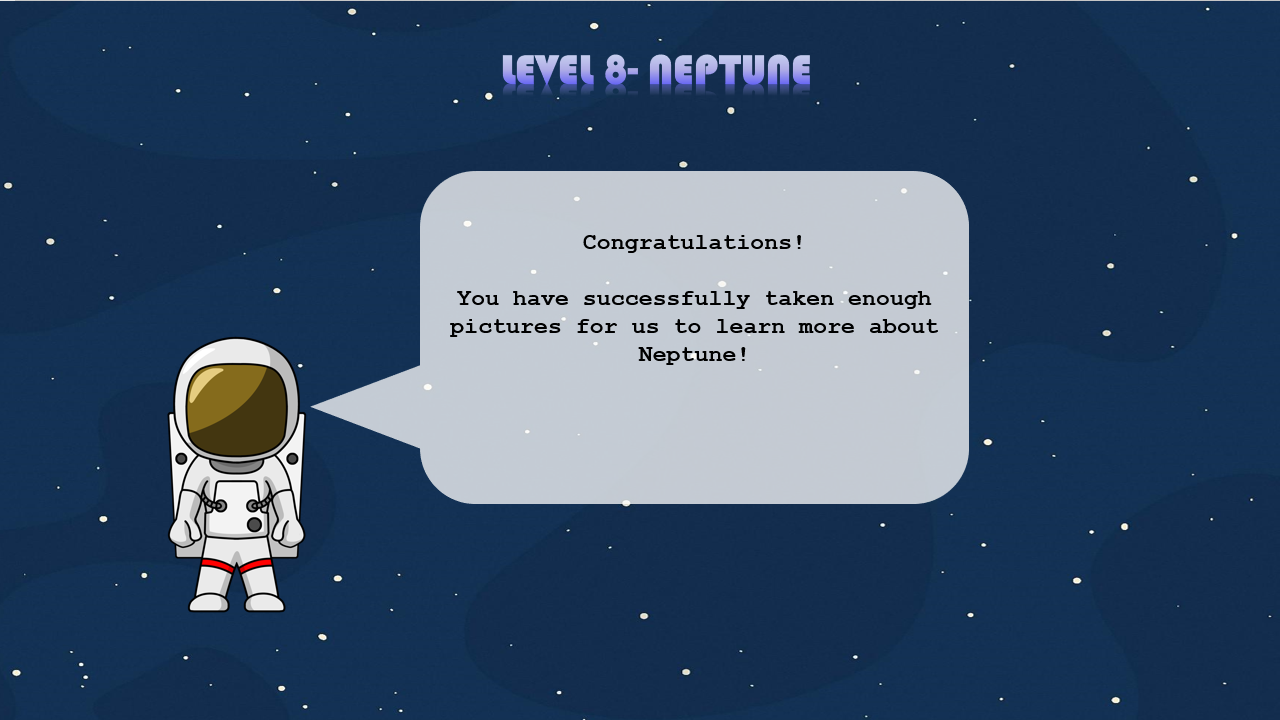 LEVEL 8- NEPTUNE
Congratulations!
You have successfully taken enough
pictures for us to learn more about
Neptune!